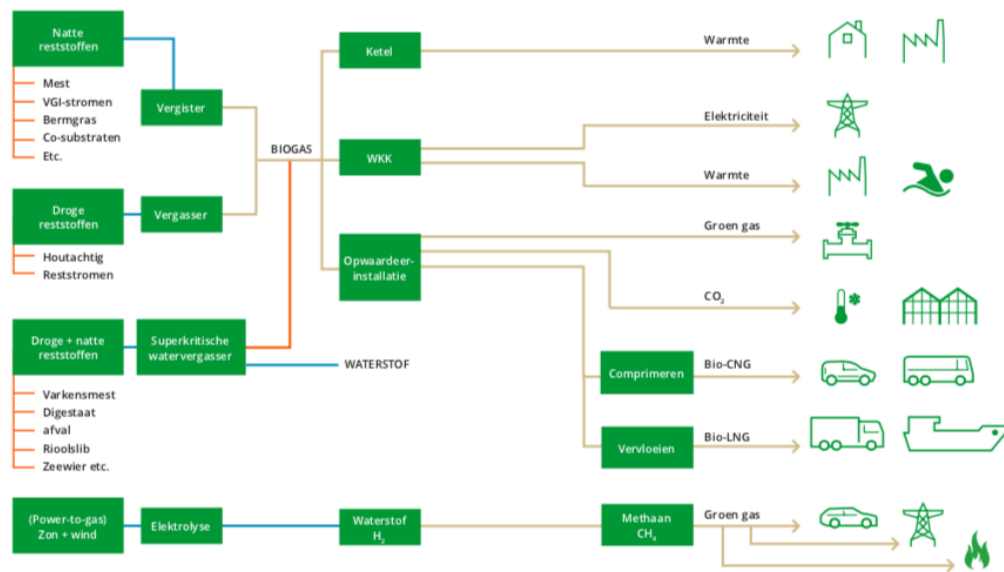 Natte
reststoffen
Mest
VGI-stromen
Bermgras
Co-substraten
Etc.
Vergister
Droge
reststoffen
Houtachtig
Reststromen
Vergasser
Droge + natte
reststoffen
Varkensmest
Digestaat
afval
Rioolslib
Zeewier etc.
Superkritische
watervergasser
WATERSTOF
BIOGAS
Ketel
Warmte
WKK
Elektriciteit
Warmte
Opwaardeer-
installatie
Groen gas
CO₂
Comprimeren
Bio-CNG
Vervloeien
Bio-LNG
(Power-to-gas)
Zon + wind
Elektrolyse
Waterstof
H₂
Methaan
CH₄
Groen gas